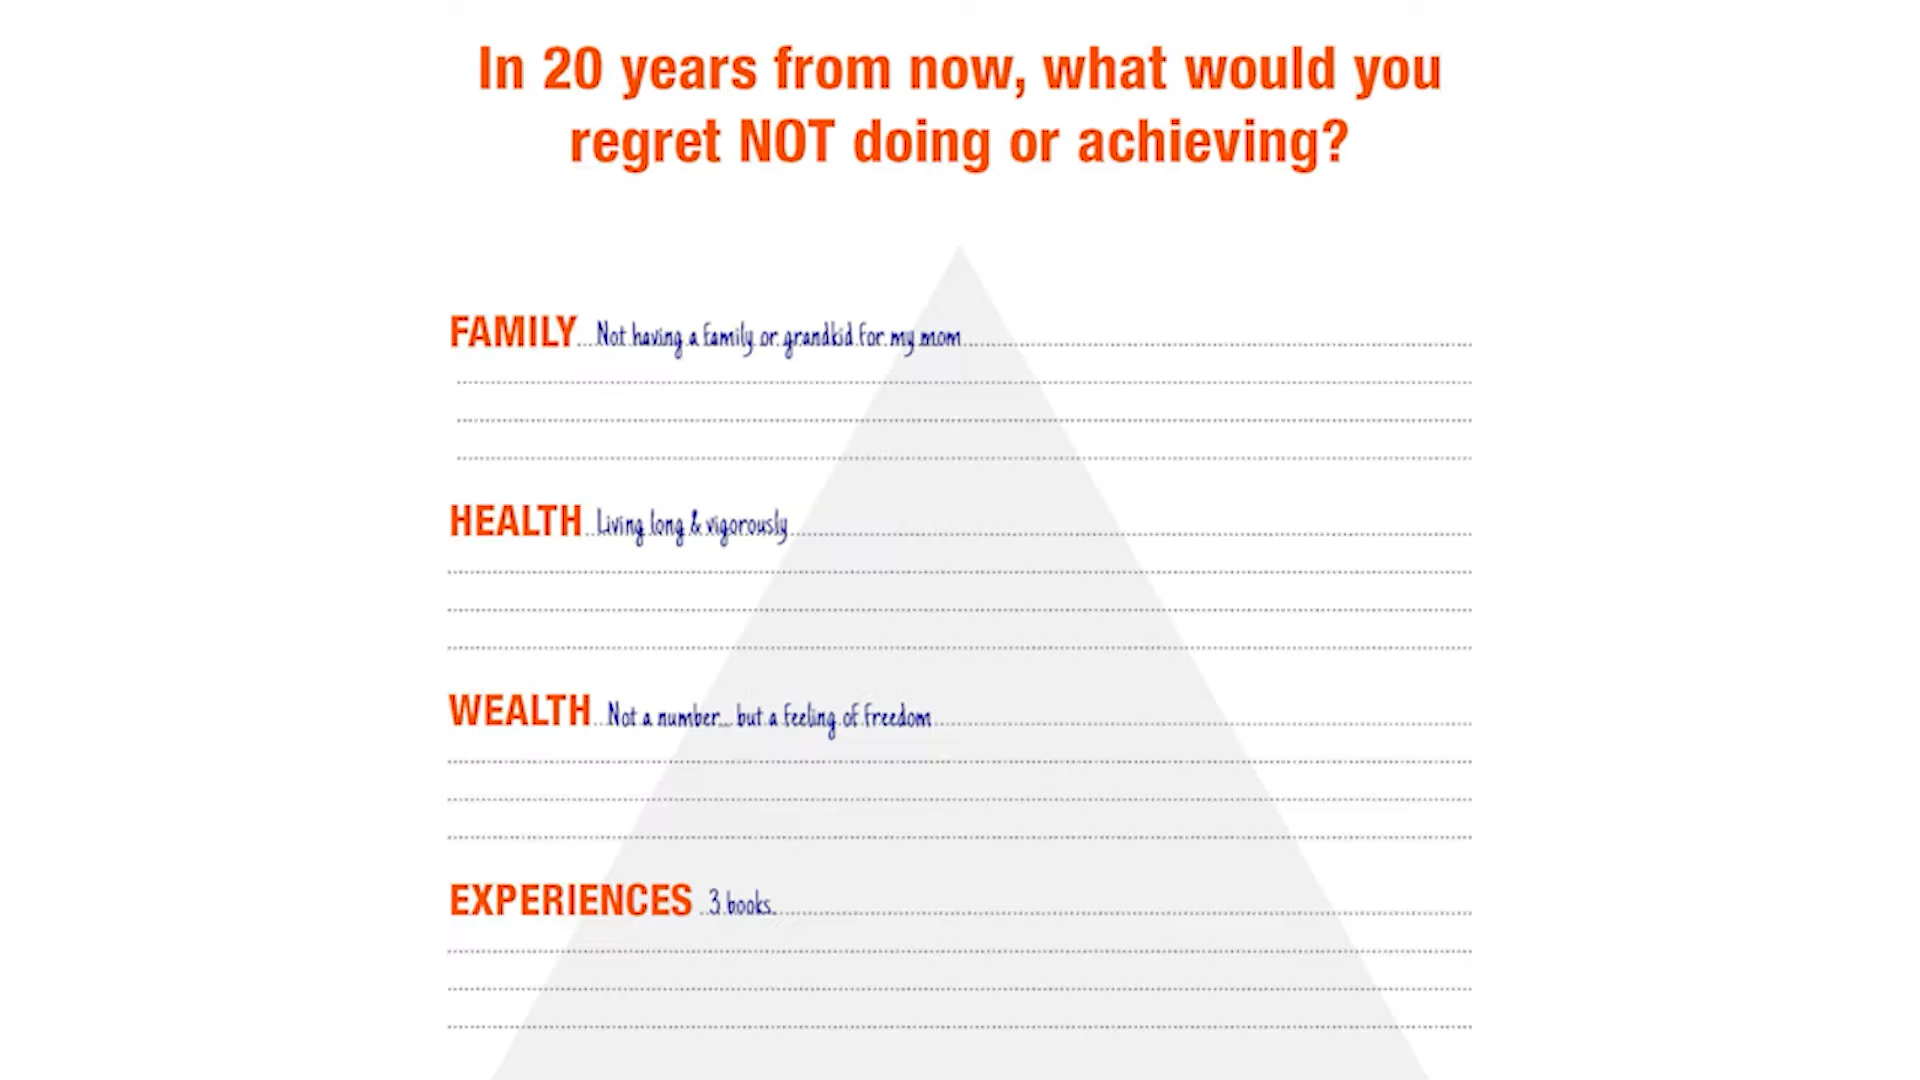 In 20 years from now, what would you
regret NOT doing or achieving?
FAMILY Not having a family or grandkid for my mom
HEALTH Living long & vigorously
WEALTH Not a number... but a feeling of freedom
EXPERIENCES 3 books